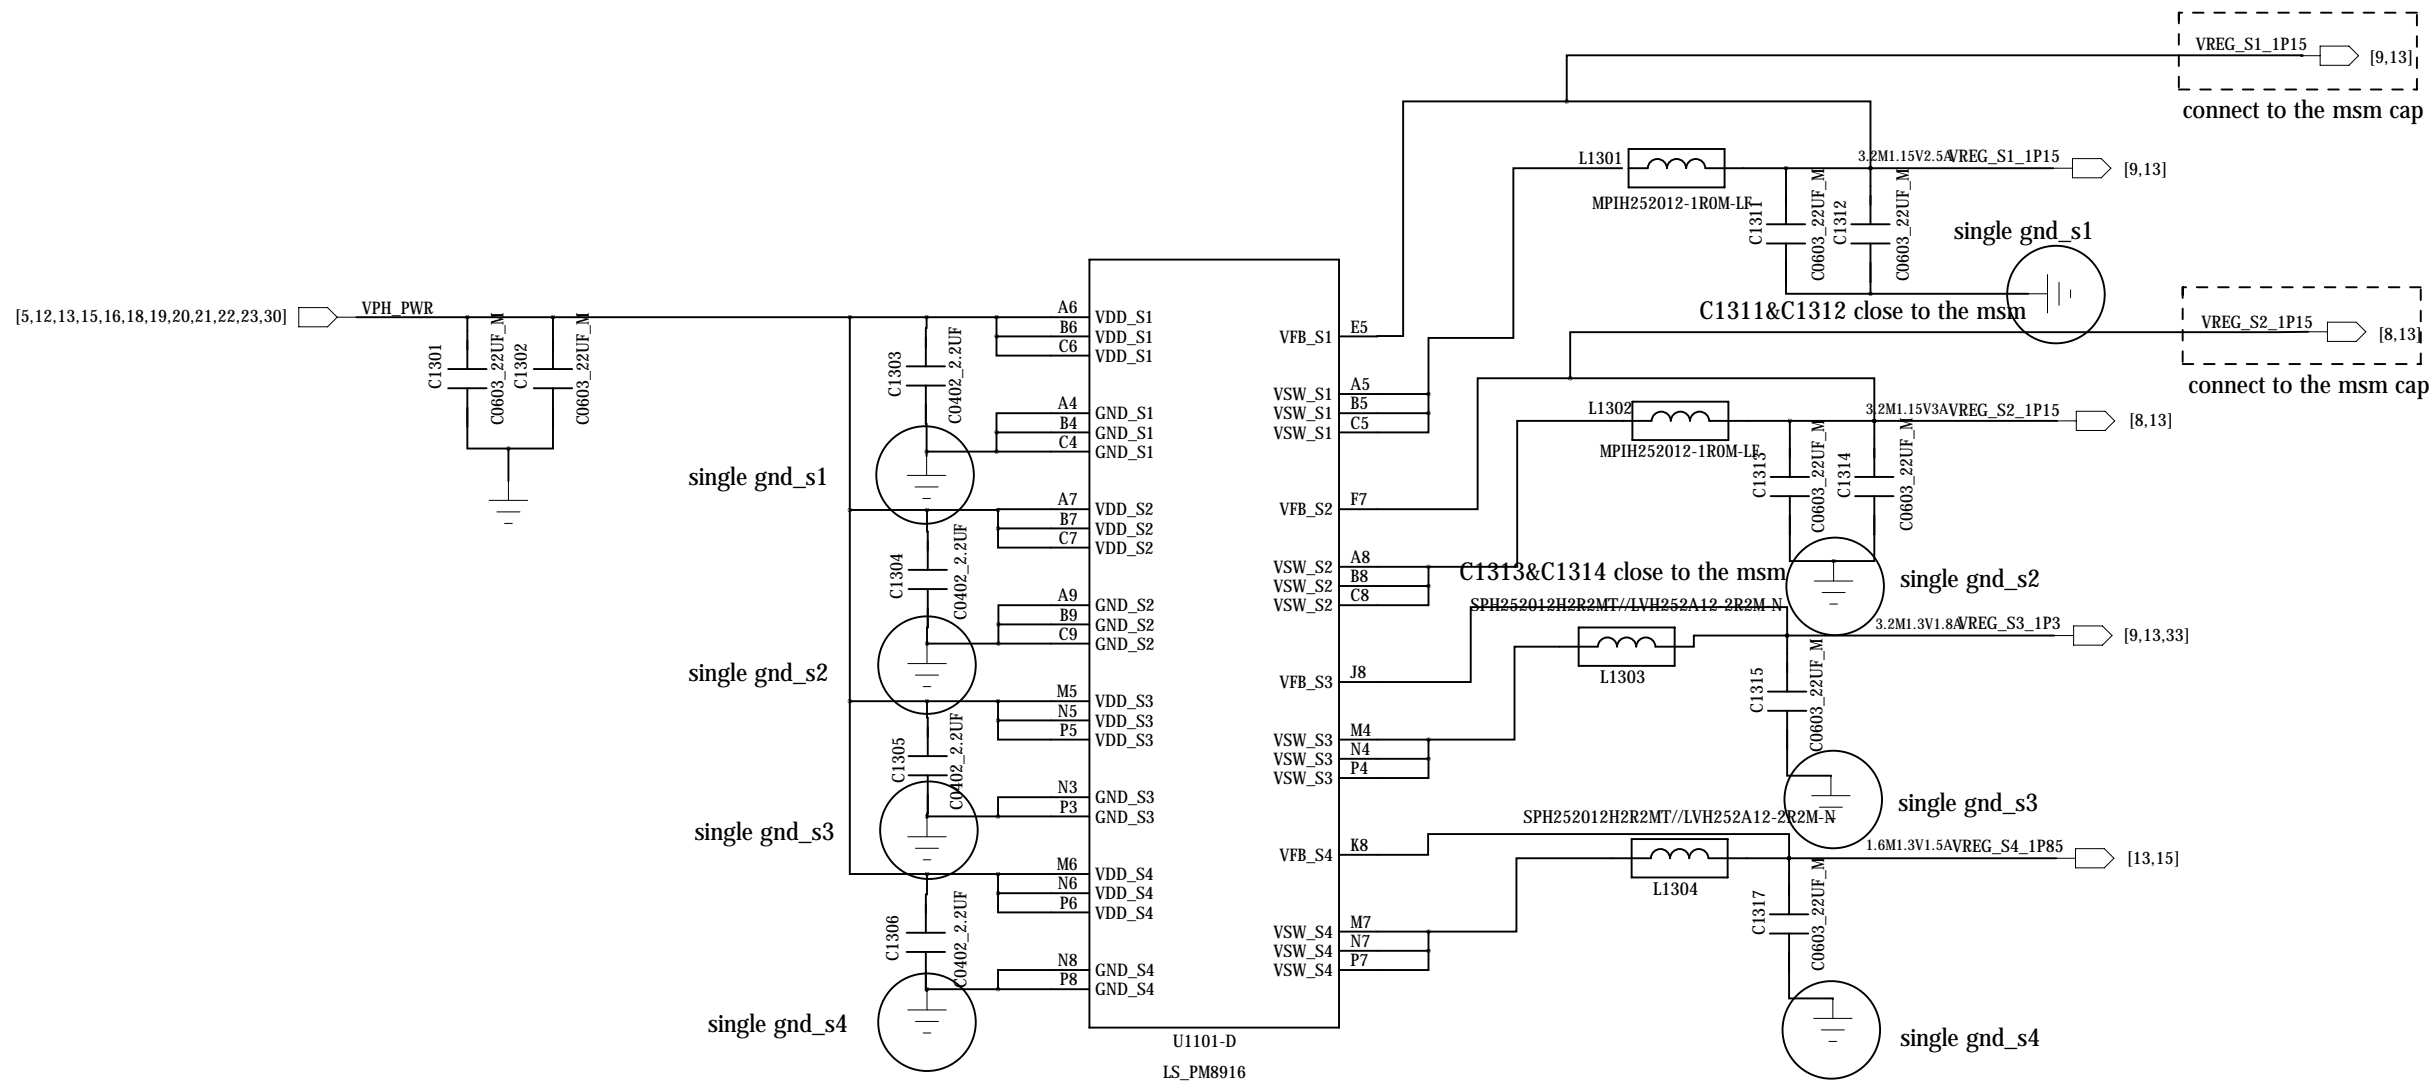 VREG_S1_1P15
[9,13]
connect to the msm cap
L1301
3.2M1.15V2.5A
VREG_S1_1P15
[9,13]
MPIH252012-1R0M-LF
C1311
C0603_22UF_M
C1312
C0603_22UF_M
single gnd_s1
C1311&C1312 close to the msm
VREG_S2_1P15
[8,13]
connect to the msm cap
L1302
3.2M1.15V3A
VREG_S2_1P15
[8,13]
MPIH252012-1R0M-LF
C1313
C0603_22UF_M
C1314
C0603_22UF_M
single gnd_s2
C1313&C1314 close to the msm
SPH252012H2R2MT//LVH252A12-2R2M-N
3.2M1.3V1.8A
VREG_S3_1P3
[9,13,33]
L1303
C1315
C0603_22UF_M
single gnd_s3
SPH252012H2R2MT//LVH252A12-2R2M-N
1.6M1.3V1.5A
VREG_S4_1P85
[13,15]
L1304
C1317
C0603_22UF_M
single gnd_s4
[5,12,13,15,16,18,19,20,21,22,23,30]
VPH_PWR
C1301
C0603_22UF_M
C1302
C0603_22UF_M
C1303
C0402_2.2UF
single gnd_s1
C1304
C0402_2.2UF
single gnd_s2
C1305
C0402_2.2UF
single gnd_s3
C1306
C0402_2.2UF
single gnd_s4
A6 VDD_S1
B6 VDD_S1
C6 VDD_S1
A4 GND_S1
B4 GND_S1
C4 GND_S1
A7 VDD_S2
B7 VDD_S2
C7 VDD_S2
A9 GND_S2
B9 GND_S2
C9 GND_S2
M5 VDD_S3
N5 VDD_S3
P5 VDD_S3
N3 GND_S3
P3 GND_S3
M6 VDD_S4
N6 VDD_S4
P6 VDD_S4
N8 GND_S4
P8 GND_S4
VFB_S1 E5
VSW_S1 A5
VSW_S1 B5
VSW_S1 C5
VFB_S2 F7
VSW_S2 A8
VSW_S2 B8
VSW_S2 C8
VFB_S3 J8
VSW_S3 M4
VSW_S3 N4
VSW_S3 P4
VFB_S4 K8
VSW_S4 M7
VSW_S4 N7
VSW_S4 P7
U1101-D
LS_PM8916